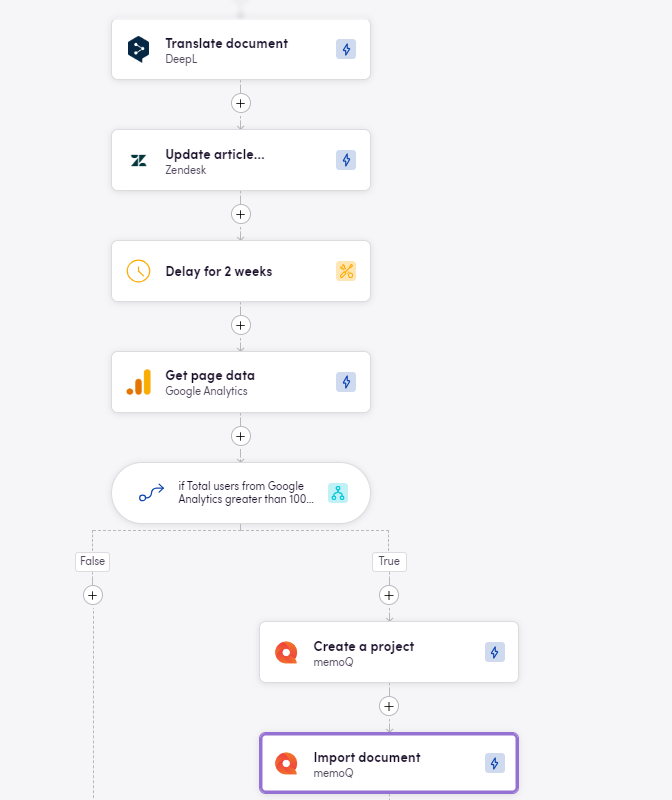 Translate document
DeepL
Update article...
Zendesk
Delay for 2 weeks
Get page data
Google Analytics
if Total users from Google
Analytics greater than 100...
False
True
Create a project
memoQ
Import document
memoQ